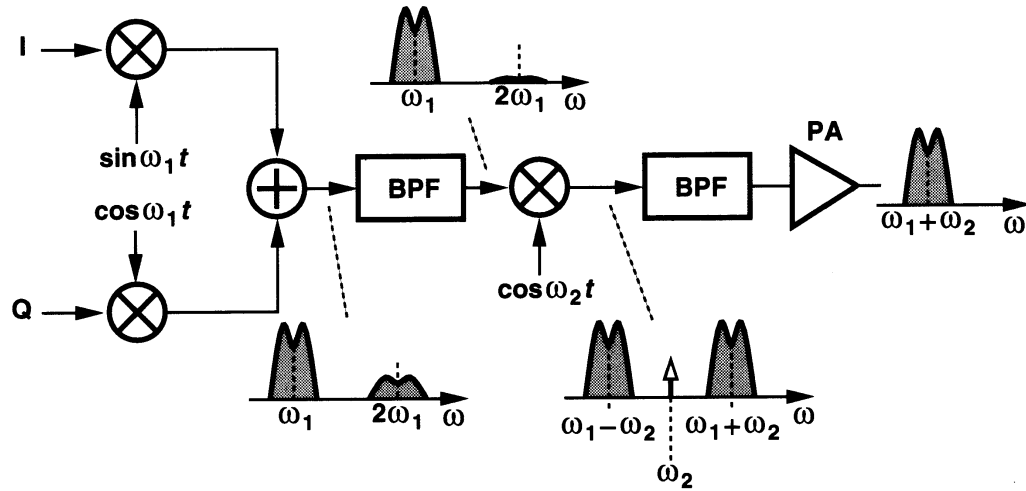 I
sin ω₁t
cos ω₁t
Q
ω₁ 2ω₁ ω
BPF
cos ω₂t
BPF
PA
ω₁+ω₂ ω
ω₁ 2ω₁ ω
ω₁−ω₂ ω₁+ω₂ ω
ω₂